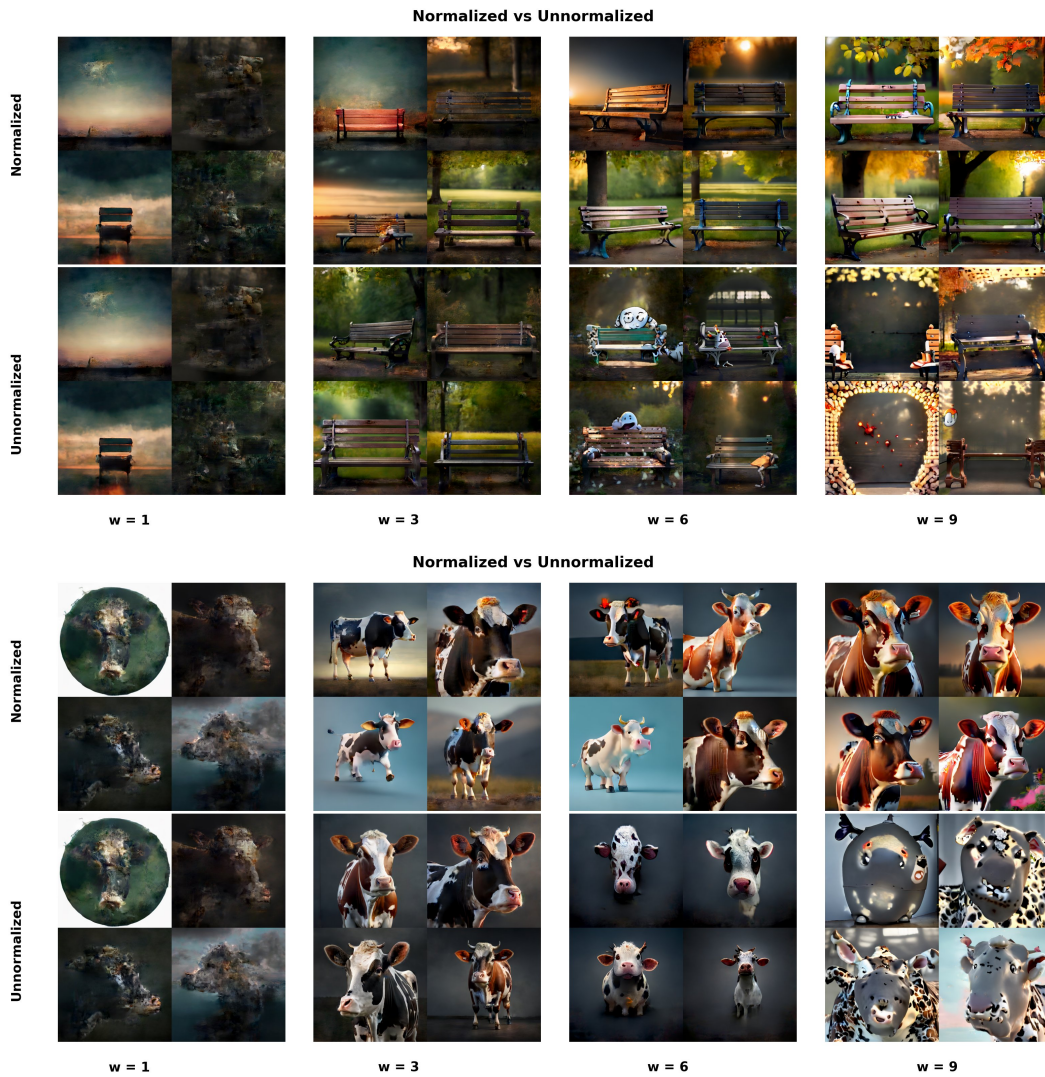 Normalized vs Unnormalized
Normalized
Unnormalized
w = 1
w = 3
w = 6
w = 9
Normalized vs Unnormalized
Normalized
Unnormalized
w = 1
w = 3
w = 6
w = 9